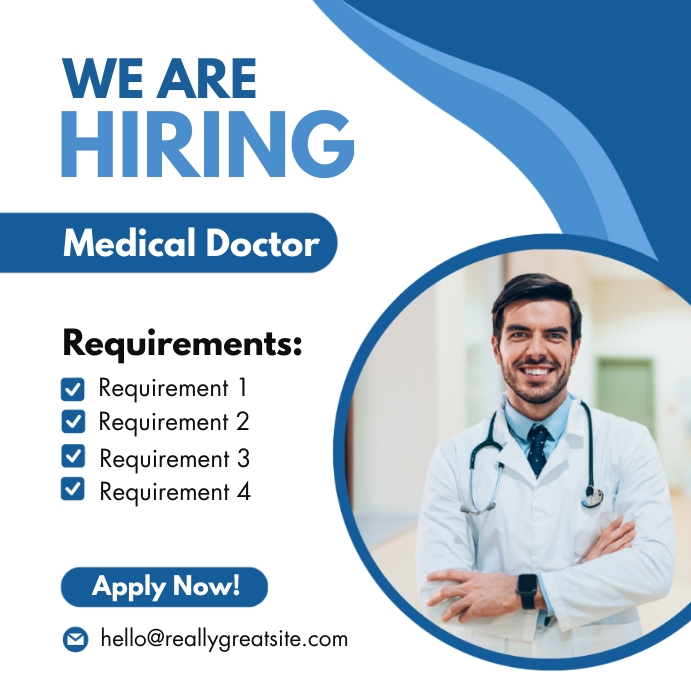 WE ARE
HIRING
Medical Doctor
Requirements:
Requirement 1
Requirement 2
Requirement 3
Requirement 4
Apply Now!
hello@reallygreatsite.com